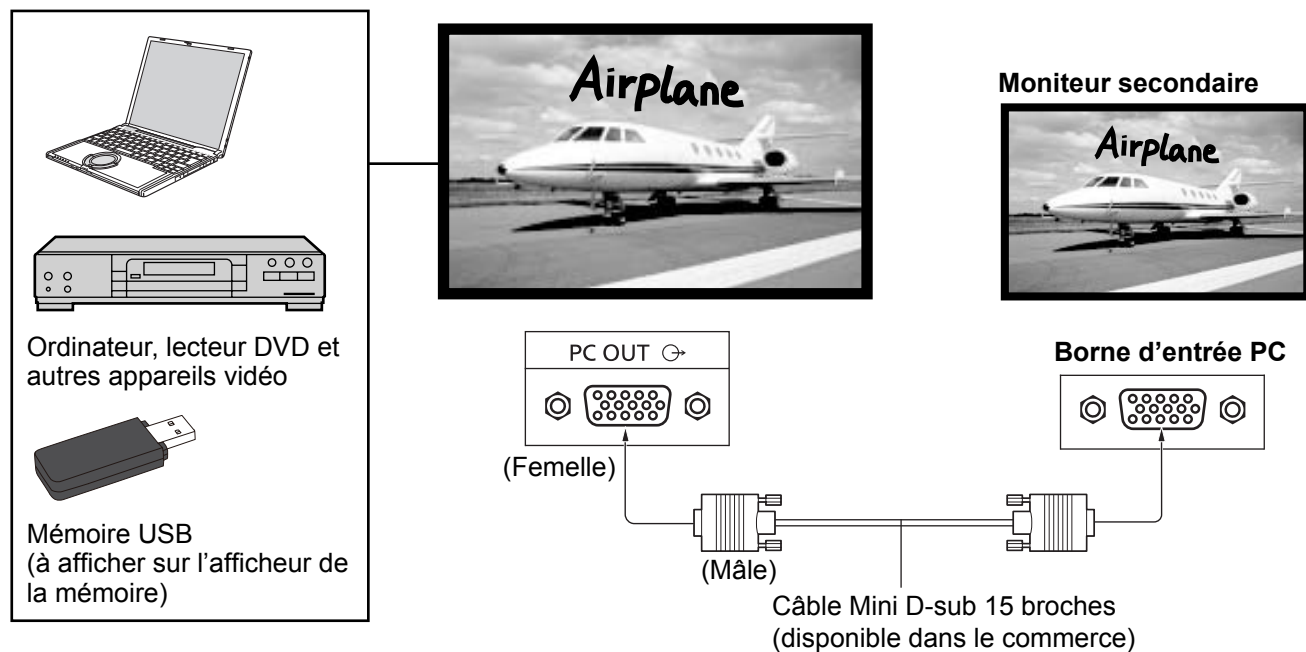 Airplane
Moniteur secondaire
Airplane
Ordinateur, lecteur DVD et
autres appareils vidéo
Mémoire USB
(à afficher sur l’afficheur de
la mémoire)
PC OUT
(Femelle)
Borne d’entrée PC
(Mâle)
Câble Mini D-sub 15 broches
(disponible dans le commerce)